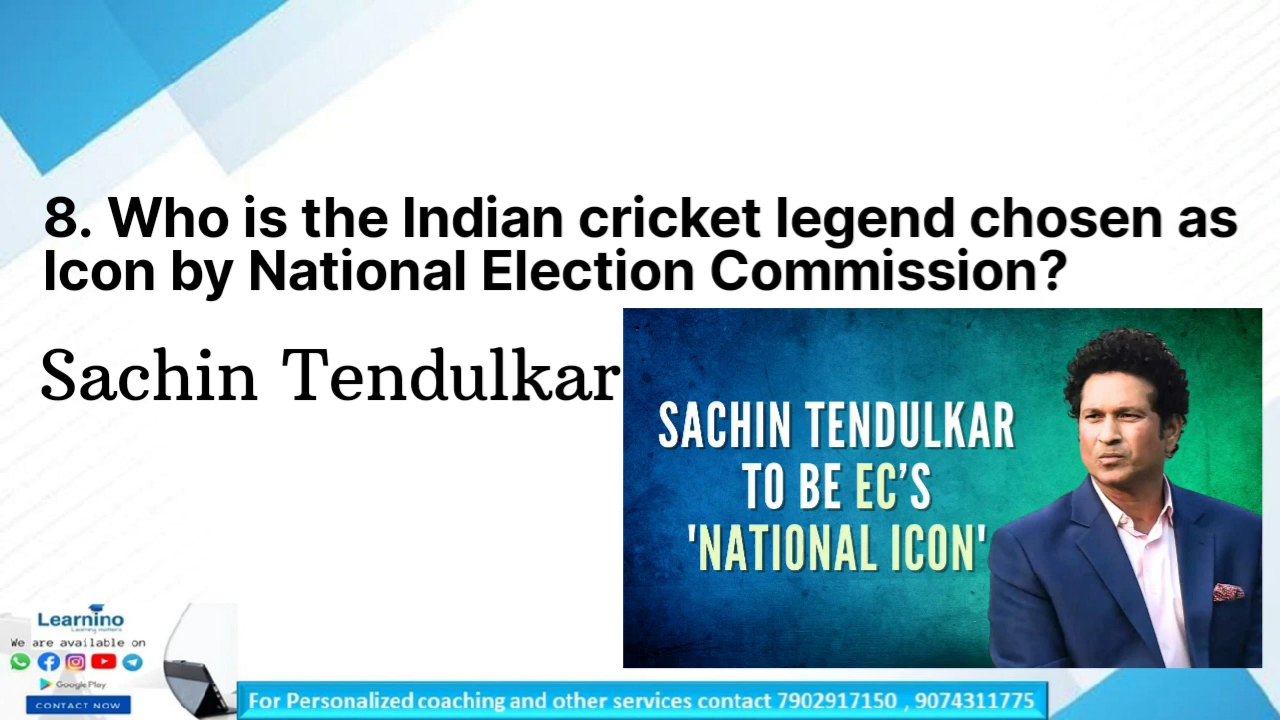 8. Who is the Indian cricket legend chosen as
Icon by National Election Commission?
Sachin Tendulkar
SACHIN TENDULKAR
TO BE EC'S
'NATIONAL ICON'
Learnino
Learning matters
We are available on
Google Play
CONTACT NOW
For Personalized coaching and other services contact 7902917150 , 9074311775